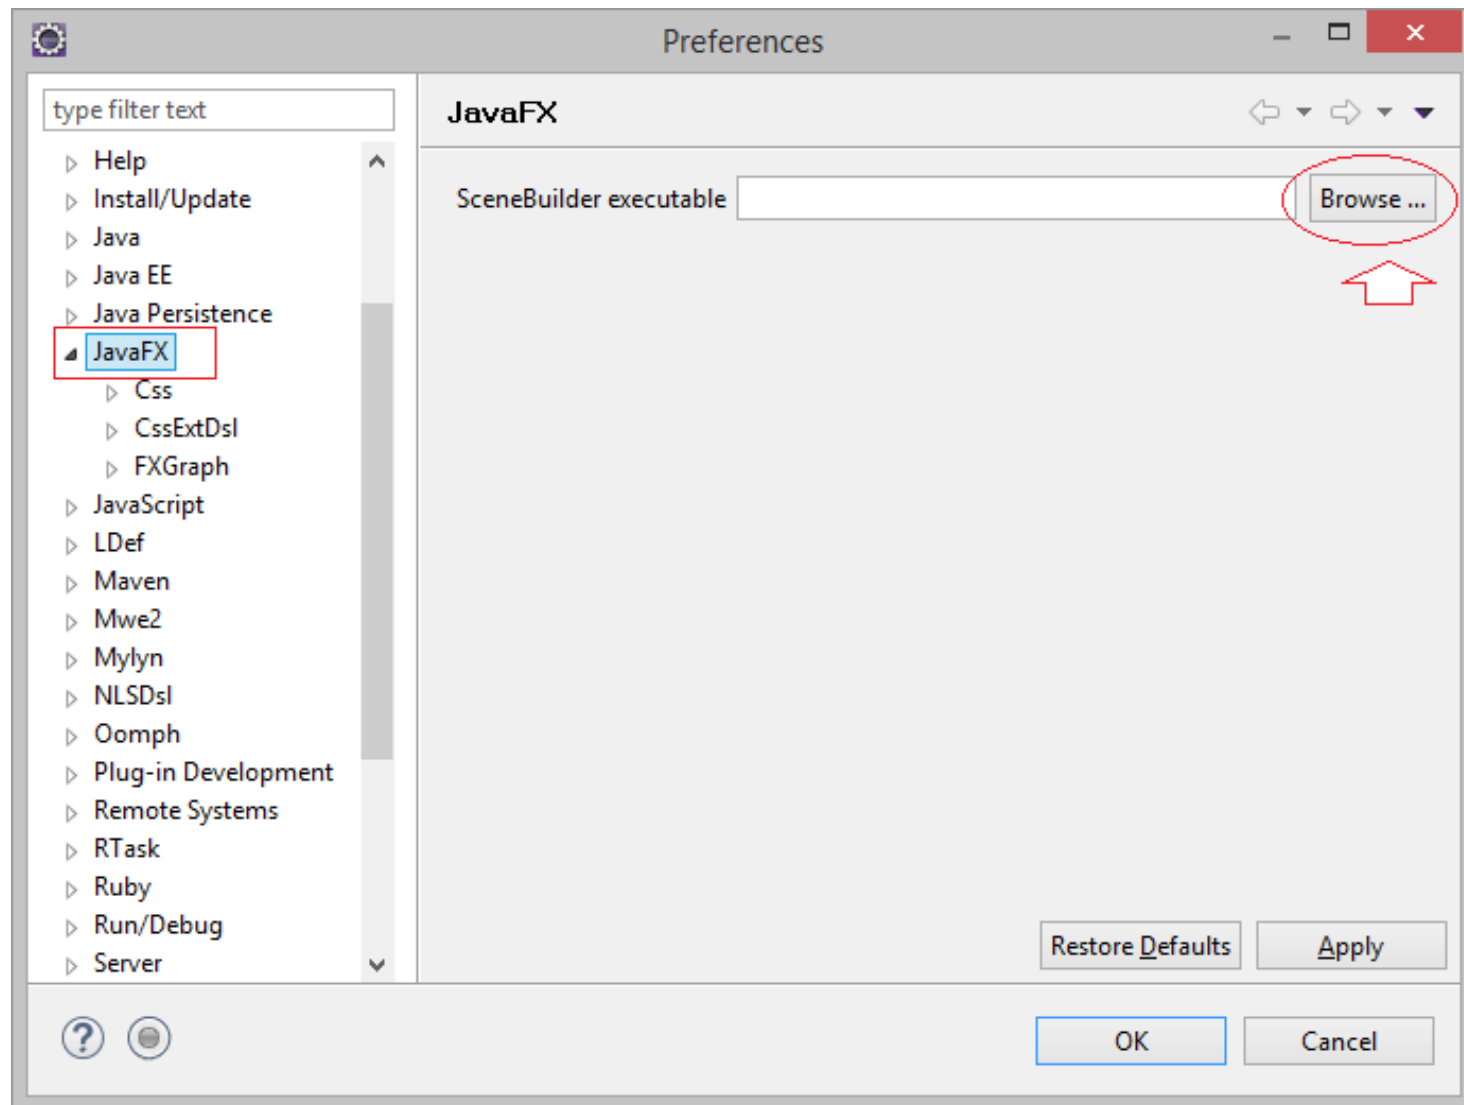 Preferences
type filter text
Help
Install/Update
Java
Java EE
Java Persistence
JavaFX
Css
CssExtDsl
FXGraph
JavaScript
LDef
Maven
Mwe2
Mylyn
NLSDsl
Oomph
Plug-in Development
Remote Systems
RTask
Ruby
Run/Debug
Server
JavaFX
SceneBuilder executable
Browse ...
Restore Defaults
Apply
OK
Cancel